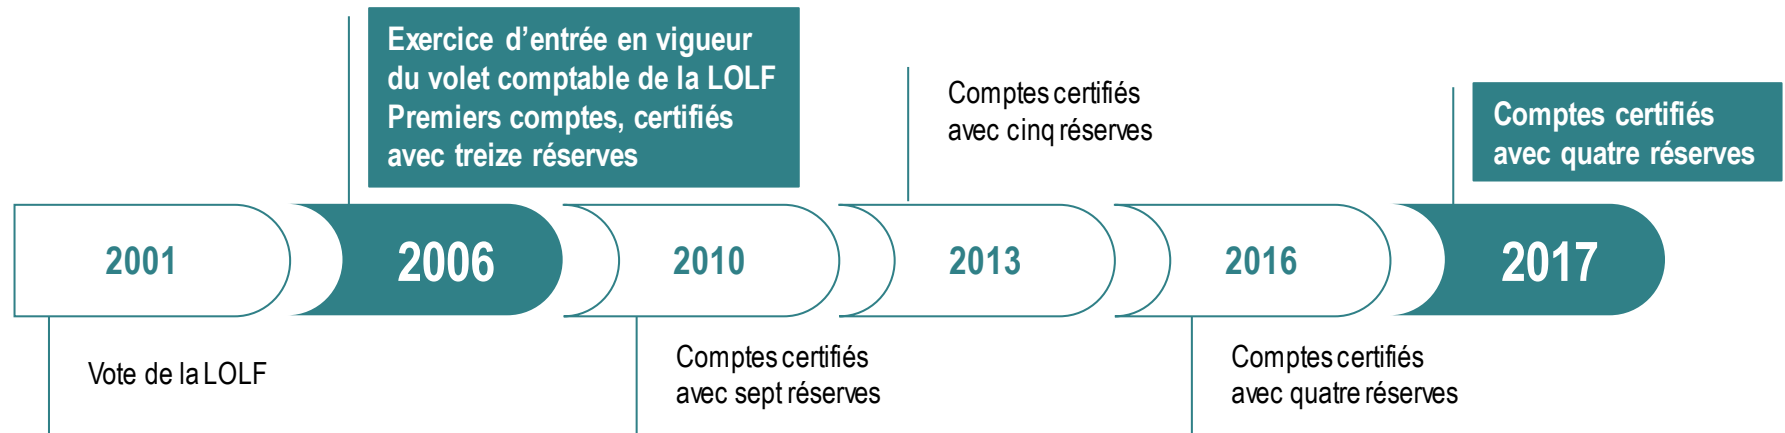 Exercice d’entrée en vigueur
du volet comptable de la LOLF
Premiers comptes, certifiés
avec treize réserves
Comptes certifiés
avec cinq réserves
Comptes certifiés
avec quatre réserves
2001
2006
2010
2013
2016
2017
Vote de la LOLF
Comptes certifiés
avec sept réserves
Comptes certifiés
avec quatre réserves